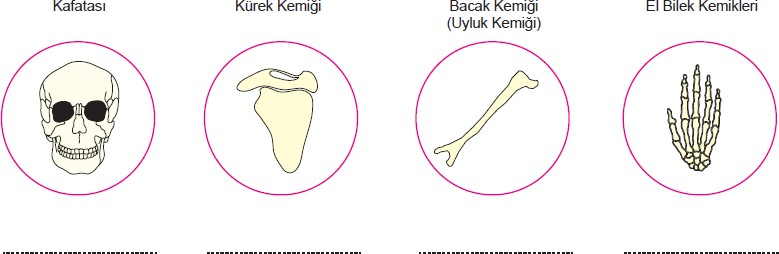 Kafatası
Kürek Kemiği
Bacak Kemiği
(Uyluk Kemiği)
El Bilek Kemikleri